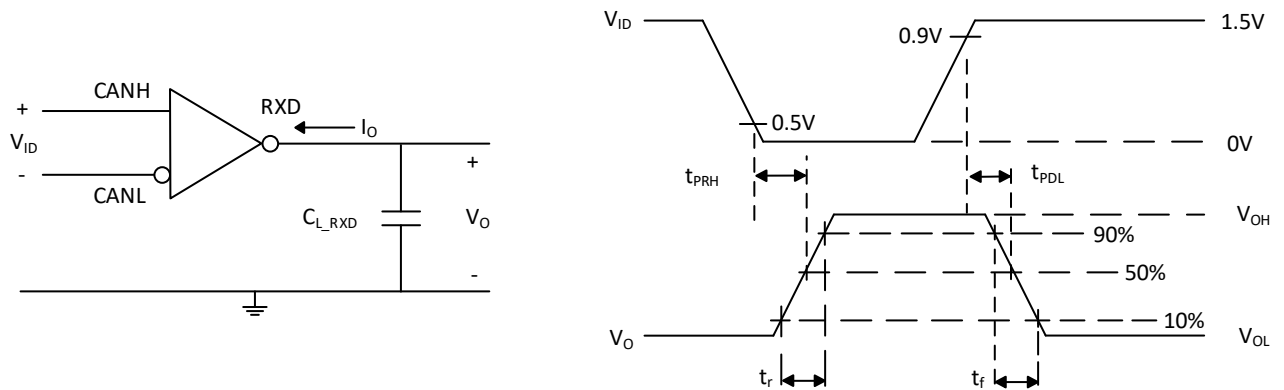 CANH
RXD
+
V_ID
-
CANL
I_O
+
C_L_RXD
V_O
-
V_ID
0.9V
1.5V
0.5V
0V
t_PRH
t_PDL
V_OH
90%
50%
10%
V_O
V_OL
t_r
t_f